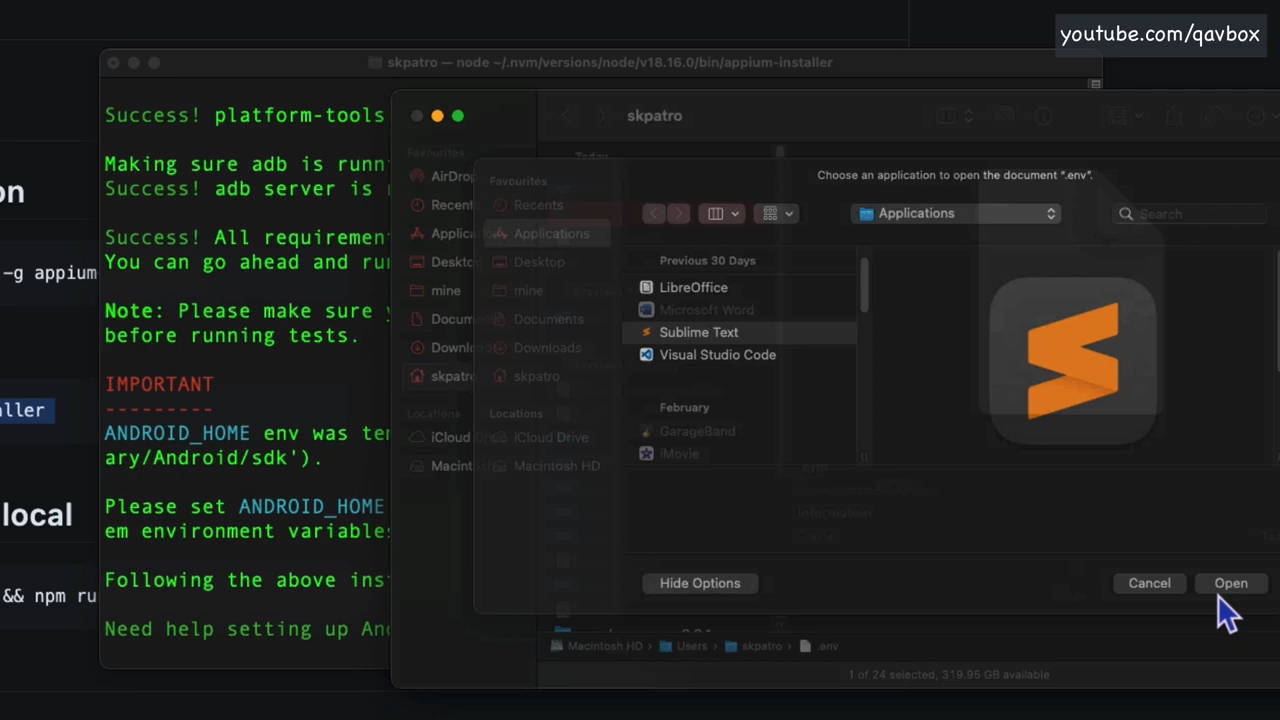 youtube.com/qavbox
skpatro — node ~/.nvm/versions/node/v18.16.0/bin/appium-installer
Success! platform-tools
Making sure adb is runn
Success! adb server is
Success! All requiremen
You can go ahead and ru
Note: Please make sure
before running tests.
IMPORTANT
---------
ANDROID_HOME env was te
ary/Android/sdk').
Please set ANDROID_HOME
em environment variable
Following the above ins
Need help setting up An
on
-g appium
aller
local
&& npm ru
skpatro
Today
Favourites
AirDrop
Recent
Applica
Deskto
mine
Docum
Downlo
skpatro
Locations
iCloud
Macint
Choose an application to open the document ".env".
Favourites
Recents
Applications
Desktop
mine
Documents
Downloads
skpatro
Locations
iCloud Drive
Macintosh HD
Applications
Search
Previous 30 Days
LibreOffice
Microsoft Word
Sublime Text
Visual Studio Code
February
GarageBand
iMovie
Information
Hide Options
Cancel
Open
Macintosh HD › Users › skpatro › .env
1 of 24 selected, 319.95 GB available